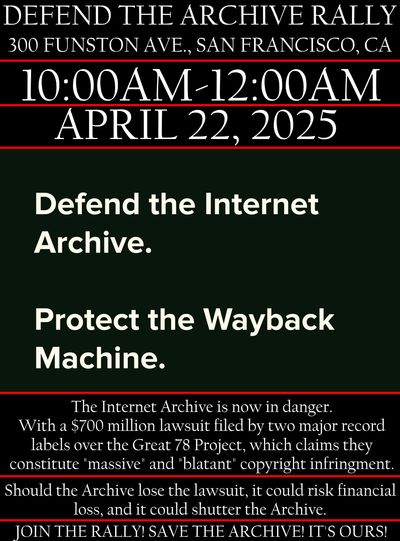 DEFEND THE ARCHIVE RALLY
300 FUNSTON AVE., SAN FRANCISCO, CA
10:00AM-12:00AM
APRIL 22, 2025
Defend the Internet
Archive.
Protect the Wayback
Machine.
The Internet Archive is now in danger.
With a $700 million lawsuit filed by two major record
labels over the Great 78 Project, which claims they
constitute "massive" and "blatant" copyright infringment.
Should the Archive lose the lawsuit, it could risk financial
loss, and it could shutter the Archive.
JOIN THE RALLY! SAVE THE ARCHIVE! IT'S OURS!